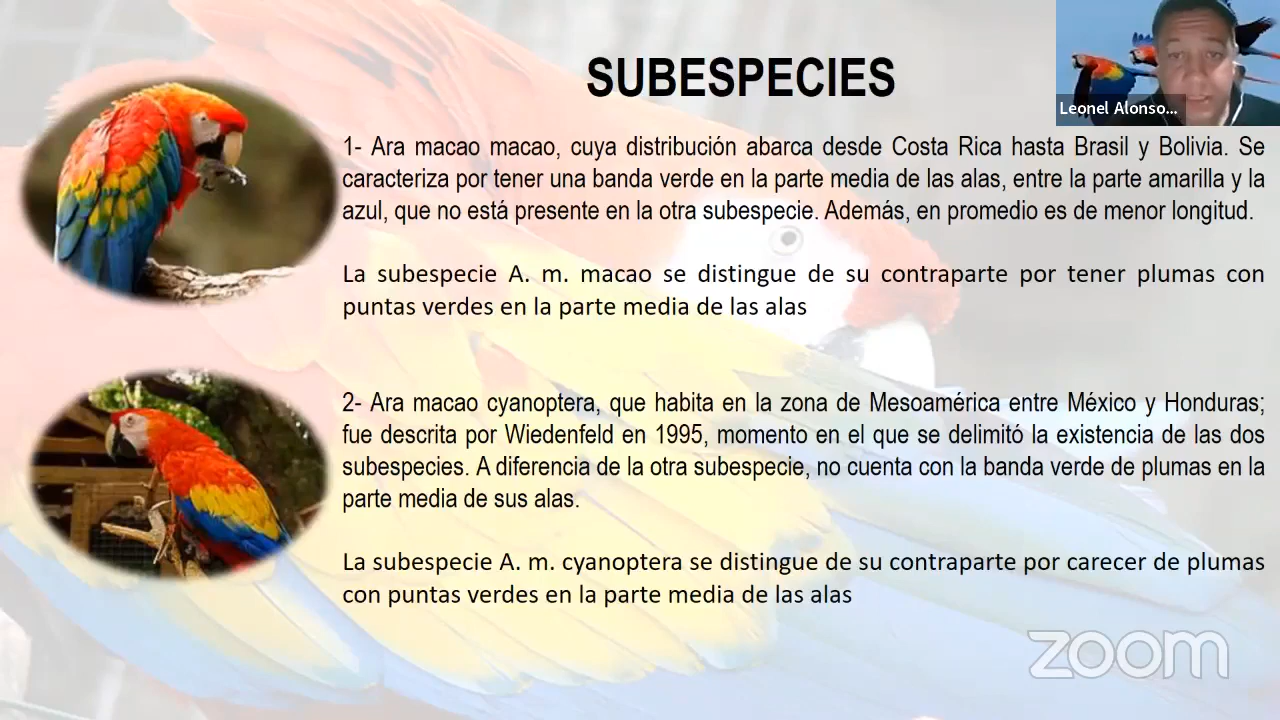 SUBESPECIES
Leonel Alonso...
1- Ara macao macao, cuya distribución abarca desde Costa Rica hasta Brasil y Bolivia. Se
caracteriza por tener una banda verde en la parte media de las alas, entre la parte amarilla y la
azul, que no está presente en la otra subespecie. Además, en promedio es de menor longitud.
La subespecie A. m. macao se distingue de su contraparte por tener plumas con
puntas verdes en la parte media de las alas
2- Ara macao cyanoptera, que habita en la zona de Mesoamérica entre México y Honduras;
fue descrita por Wiedenfeld en 1995, momento en el que se delimitó la existencia de las dos
subespecies. A diferencia de la otra subespecie, no cuenta con la banda verde de plumas en la
parte media de sus alas.
La subespecie A. m. cyanoptera se distingue de su contraparte por carecer de plumas
con puntas verdes en la parte media de las alas
zoom